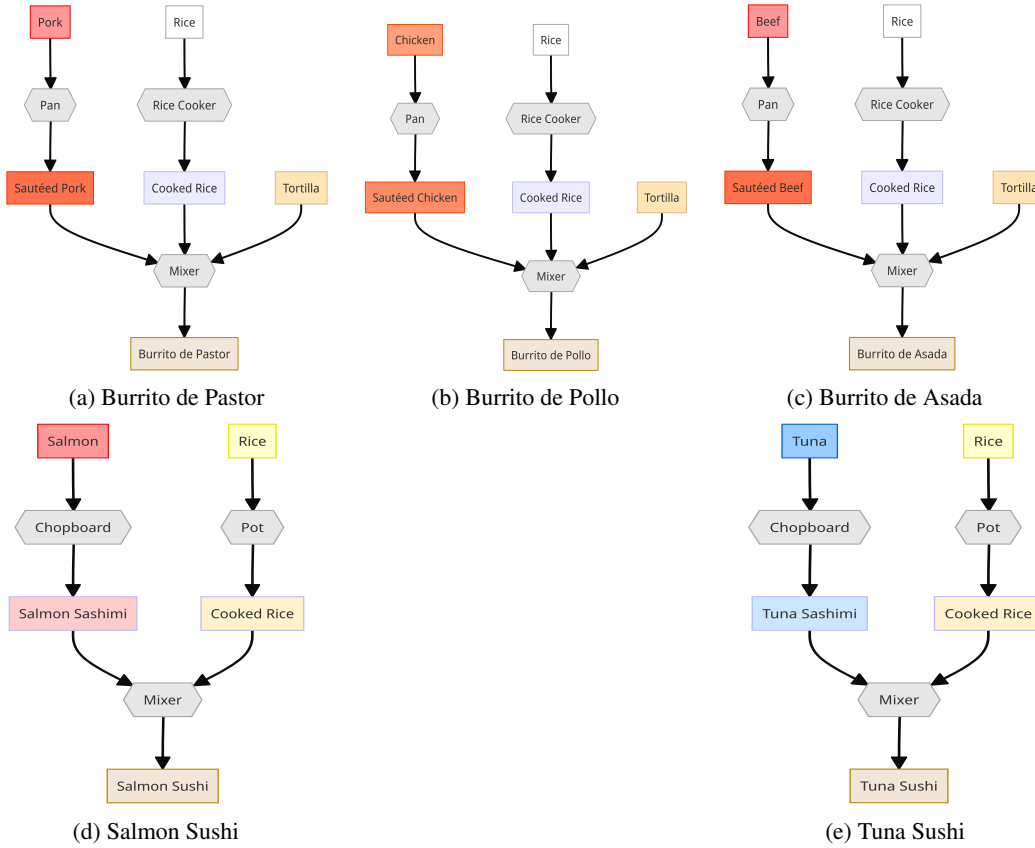 Pork
Rice
Pan
Rice Cooker
Sautéed Pork
Cooked Rice
Tortilla
Mixer
Burrito de Pastor
(a) Burrito de Pastor
Chicken
Rice
Pan
Rice Cooker
Sautéed Chicken
Cooked Rice
Tortilla
Mixer
Burrito de Pollo
(b) Burrito de Pollo
Beef
Rice
Pan
Rice Cooker
Sautéed Beef
Cooked Rice
Tortilla
Mixer
Burrito de Asada
(c) Burrito de Asada
Salmon
Rice
Chopboard
Pot
Salmon Sashimi
Cooked Rice
Mixer
Salmon Sushi
(d) Salmon Sushi
Tuna
Rice
Chopboard
Pot
Tuna Sashimi
Cooked Rice
Mixer
Tuna Sushi
(e) Tuna Sushi